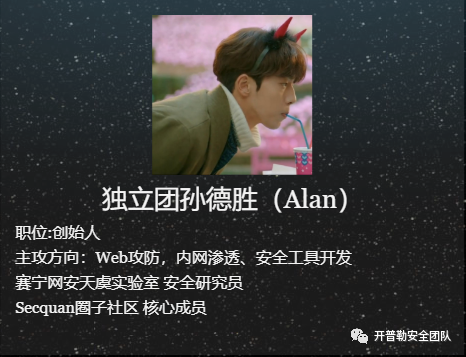 独立团孙德胜（Alan）
职位:创始人
主攻方向：Web攻防，内网渗透、安全工具开发
赛宁网安天虞实验室 安全研究员
Secquan圈子社区 核心成员
开普勒安全团队